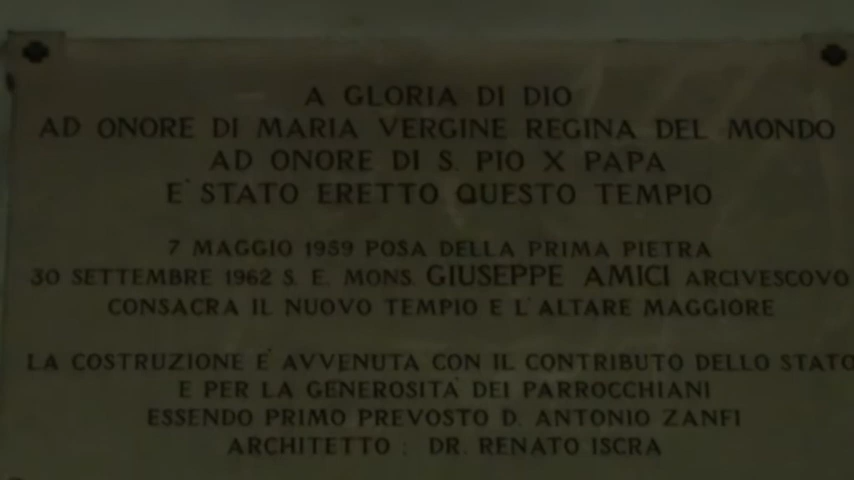 A GLORIA DI DIO
AD ONORE DI MARIA VERGINE REGINA DEL MONDO
AD ONORE DI S. PIO X PAPA
E' STATO ERETTO QUESTO TEMPIO
7 MAGGIO 1959 POSA DELLA PRIMA PIETRA
30 SETTEMBRE 1962 S. E. MONS. GIUSEPPE AMICI ARCIVESCOVO
CONSACRA IL NUOVO TEMPIO E L'ALTARE MAGGIORE
LA COSTRUZIONE E' AVVENUTA CON IL CONTRIBUTO DELLO STATO
E PER LA GENEROSITA' DEI PARROCCHIANI
ESSENDO PRIMO PREVOSTO D. ANTONIO ZANFI
ARCHITETTO : DR. RENATO ISCRA